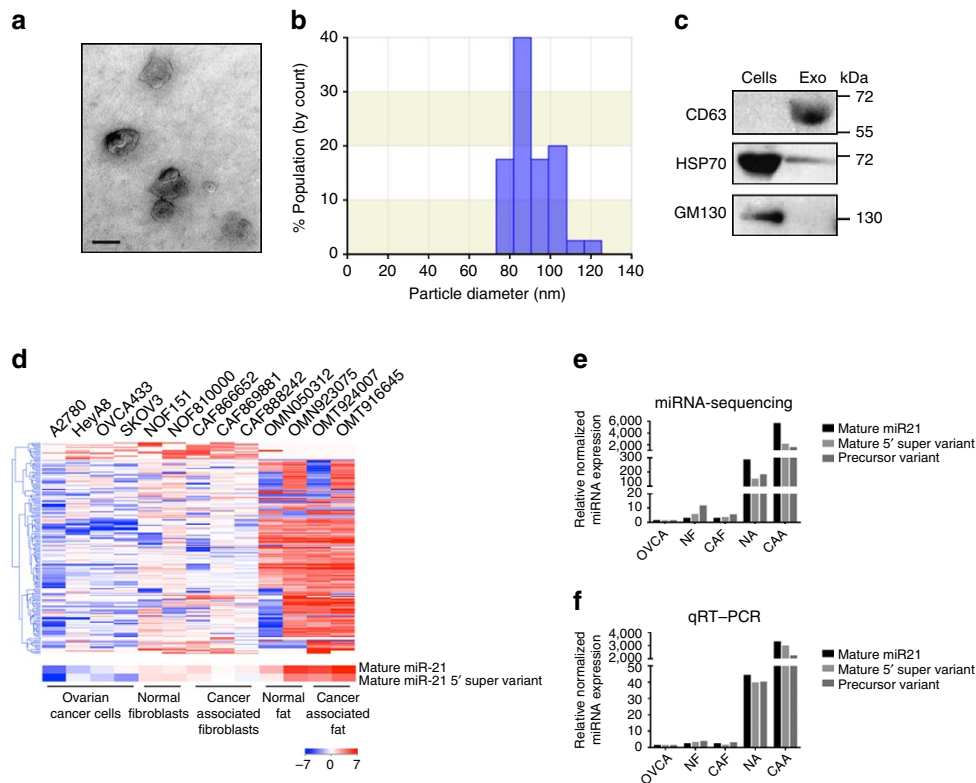 a
b
% Population (by count)
40
30
20
10
0
0 20 40 60 80 100 120 140
Particle diameter (nm)
c
Cells Exo kDa
CD63
72
55
HSP70
72
GM130
130
d
A2780
HeyA8
OVCA433
SKOV3
NOF151
NOF810000
CAF866652
CAF869881
CAF888242
OMN050312
OMN923075
OMT924007
OMT916645
Mature miR-21
Mature miR-21 5′ super variant
Ovarian
cancer cells
Normal
fibroblasts
Cancer
associated
fibroblasts
Normal
fat
Cancer
associated
fat
−7 0 7
e
miRNA-sequencing
Relative normalized
miRNA expression
6,000
4,000
2,000
300
200
100
20
10
0
OVCA NF CAF NA CAA
Mature miR21
Mature 5′ super variant
Precursor variant
f
qRT–PCR
Relative normalized
miRNA expression
4,000
3,000
2,000
50
40
30
20
10
0
OVCA NF CAF NA CAA
Mature miR21
Mature 5′ super variant
Precursor variant